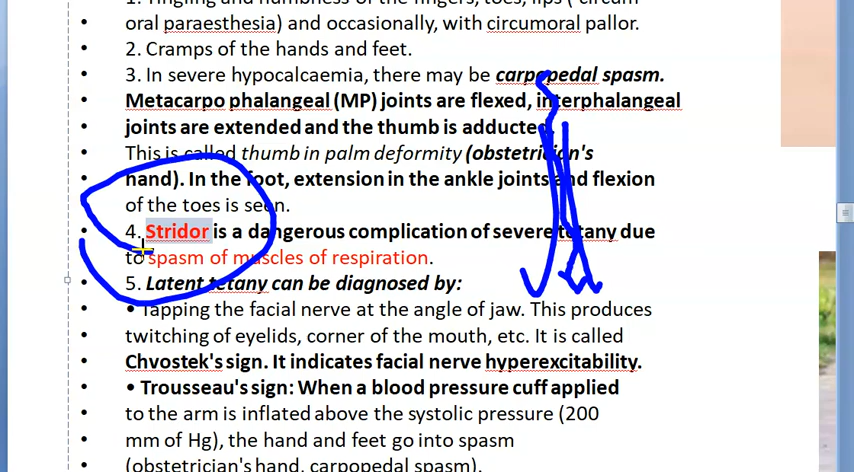 1. Tingling and numbness of the fingers, toes, lips ( circum
oral paraesthesia) and occasionally, with circumoral pallor.
2. Cramps of the hands and feet.
3. In severe hypocalcaemia, there may be carpopedal spasm.
Metacarpo phalangeal (MP) joints are flexed, interphalangeal
joints are extended and the thumb is adducted.
This is called thumb in palm deformity (obstetrician's
hand). In the foot, extension in the ankle joints and flexion
of the toes is seen.
4. Stridor is a dangerous complication of severe tetany due
to spasm of muscles of respiration.
5. Latent tetany can be diagnosed by:
• Tapping the facial nerve at the angle of jaw. This produces
twitching of eyelids, corner of the mouth, etc. It is called
Chvostek's sign. It indicates facial nerve hyperexcitability.
• Trousseau's sign: When a blood pressure cuff applied
to the arm is inflated above the systolic pressure (200
mm of Hg), the hand and feet go into spasm
(obstetrician's hand, carpopedal spasm).